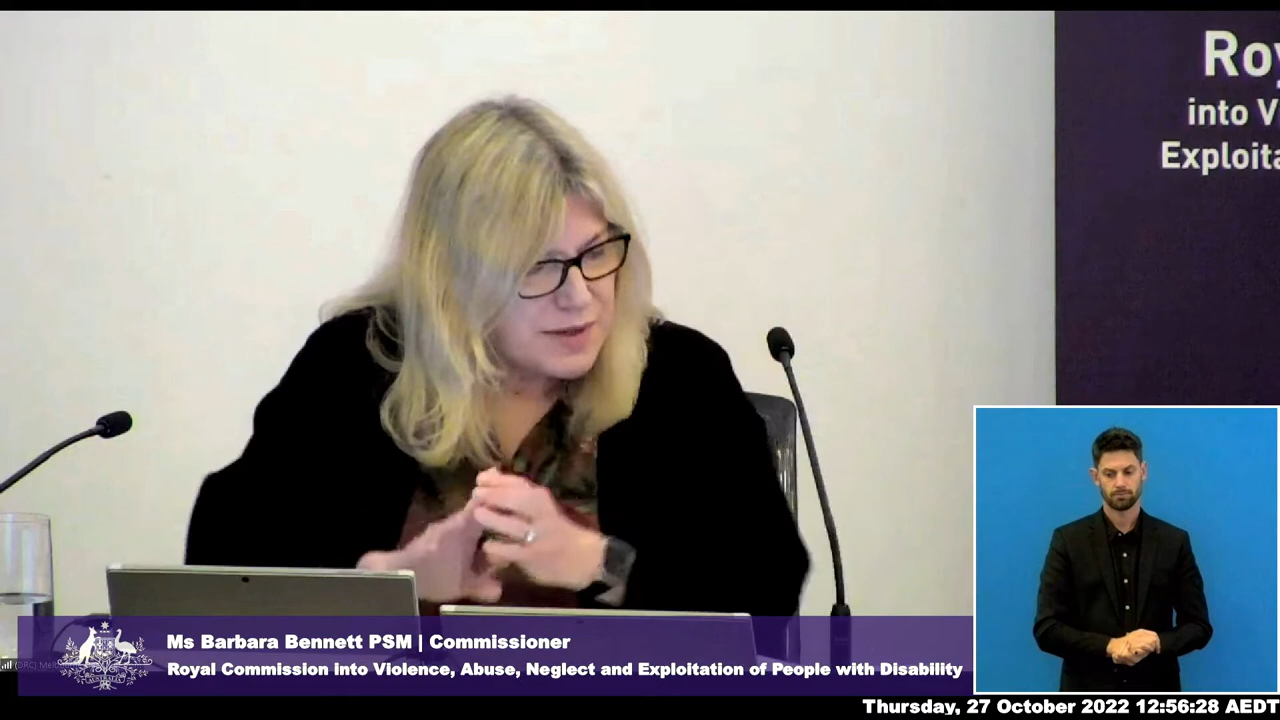 Roy
into V
Exploita
Ms Barbara Bennett PSM | Commissioner
Royal Commission into Violence, Abuse, Neglect and Exploitation of People with Disability
AUSTRALIA
Thursday, 27 October 2022 12:56:28 AEDT